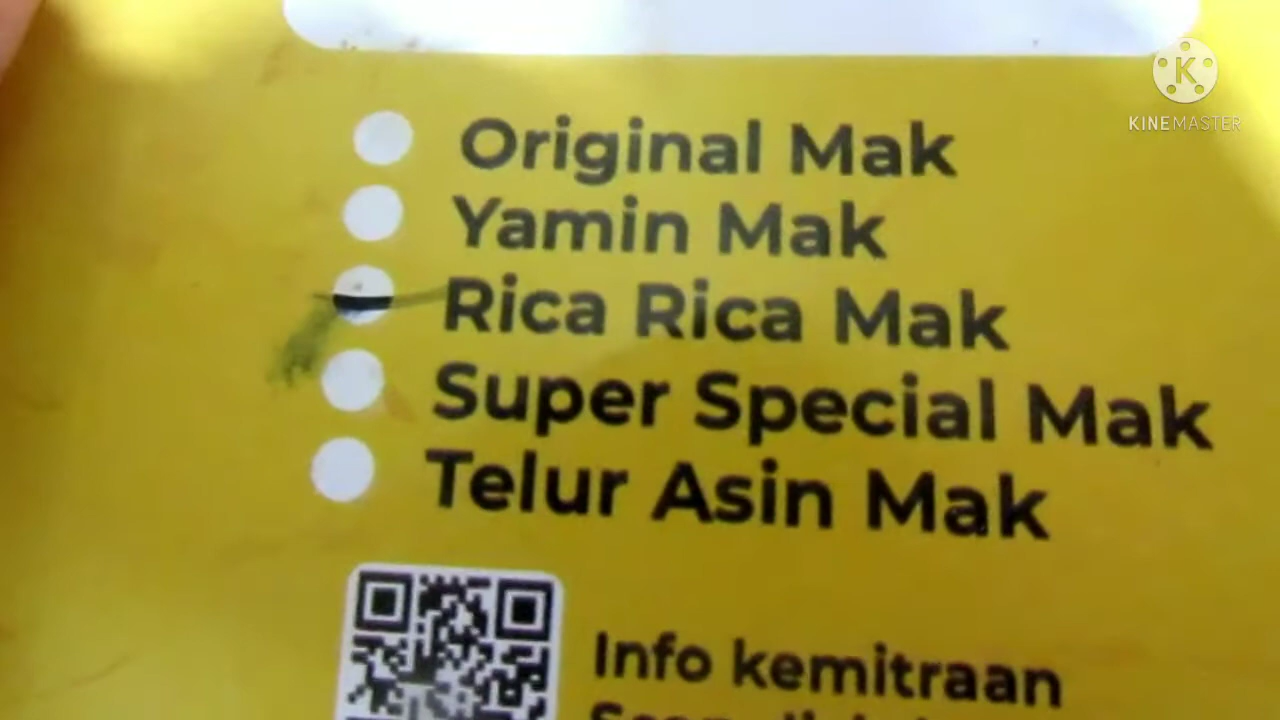 K
KINEMASTER
Original Mak
Yamin Mak
Rica Rica Mak
Super Special Mak
Telur Asin Mak
Info kemitraan